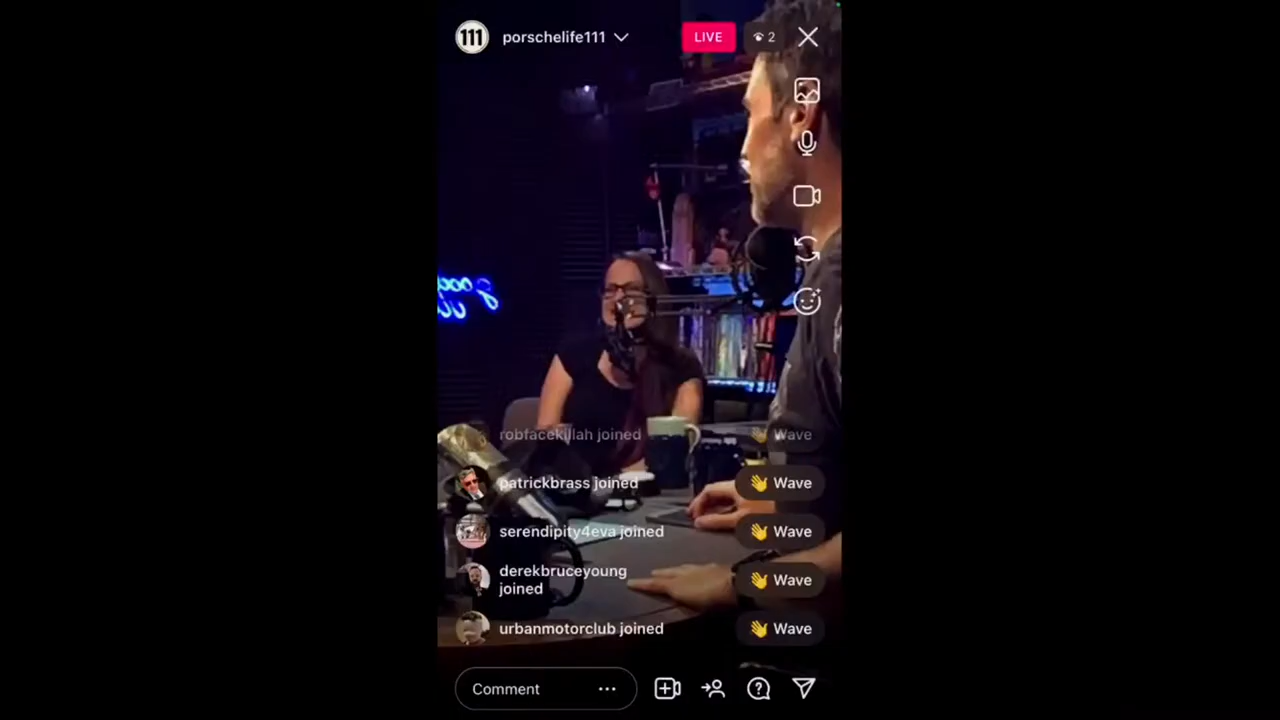 111
porschelife111
LIVE
2
good
robfacekillah joined
Wave
patrickbrass joined
Wave
serendipity4eva joined
Wave
derekbruceyoung
joined
Wave
urbanmotorclub joined
Wave
Comment